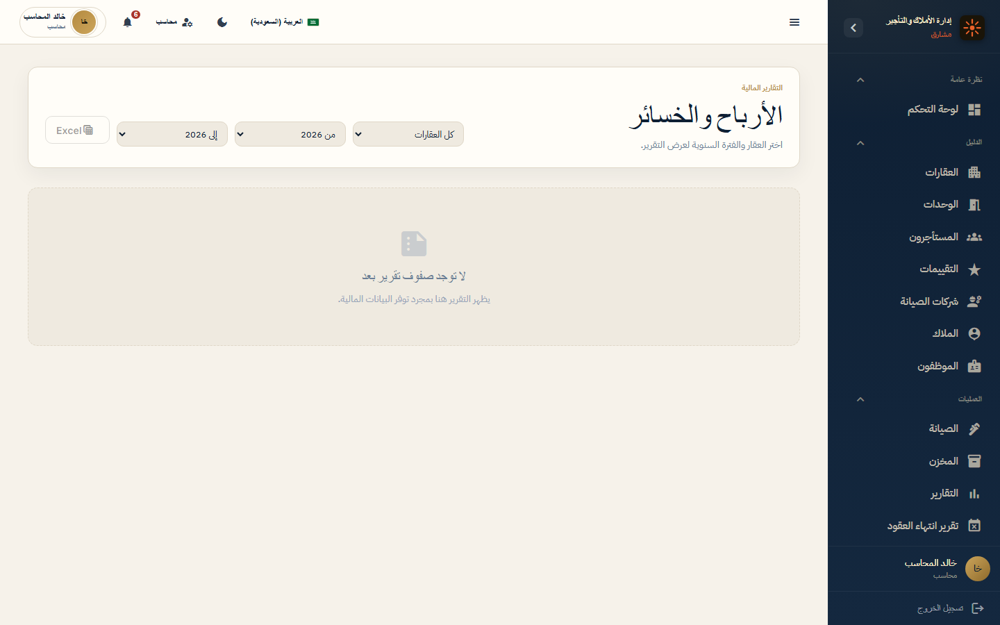 إدارة الأملاك والتأجير
مشارق
نظرة عامة
لوحة التحكم
الدليل
العقارات
الوحدات
المستأجرون
التقييمات
شركات الصيانة
الملاك
الموظفون
العمليات
الصيانة
المخزن
التقارير
تقرير انتهاء العقود
خالد المحاسب
محاسب
خا
تسجيل الخروج
العربية (السعودية)
محاسب
6
خالد المحاسب
محاسب
خا
التقارير المالية
الأرباح والخسائر
اختر العقار والفترة السنوية لعرض التقرير.
كل العقارات
من 2026
إلى 2026
Excel
لا توجد صفوف تقرير بعد
يظهر التقرير هنا بمجرد توفر البيانات المالية.